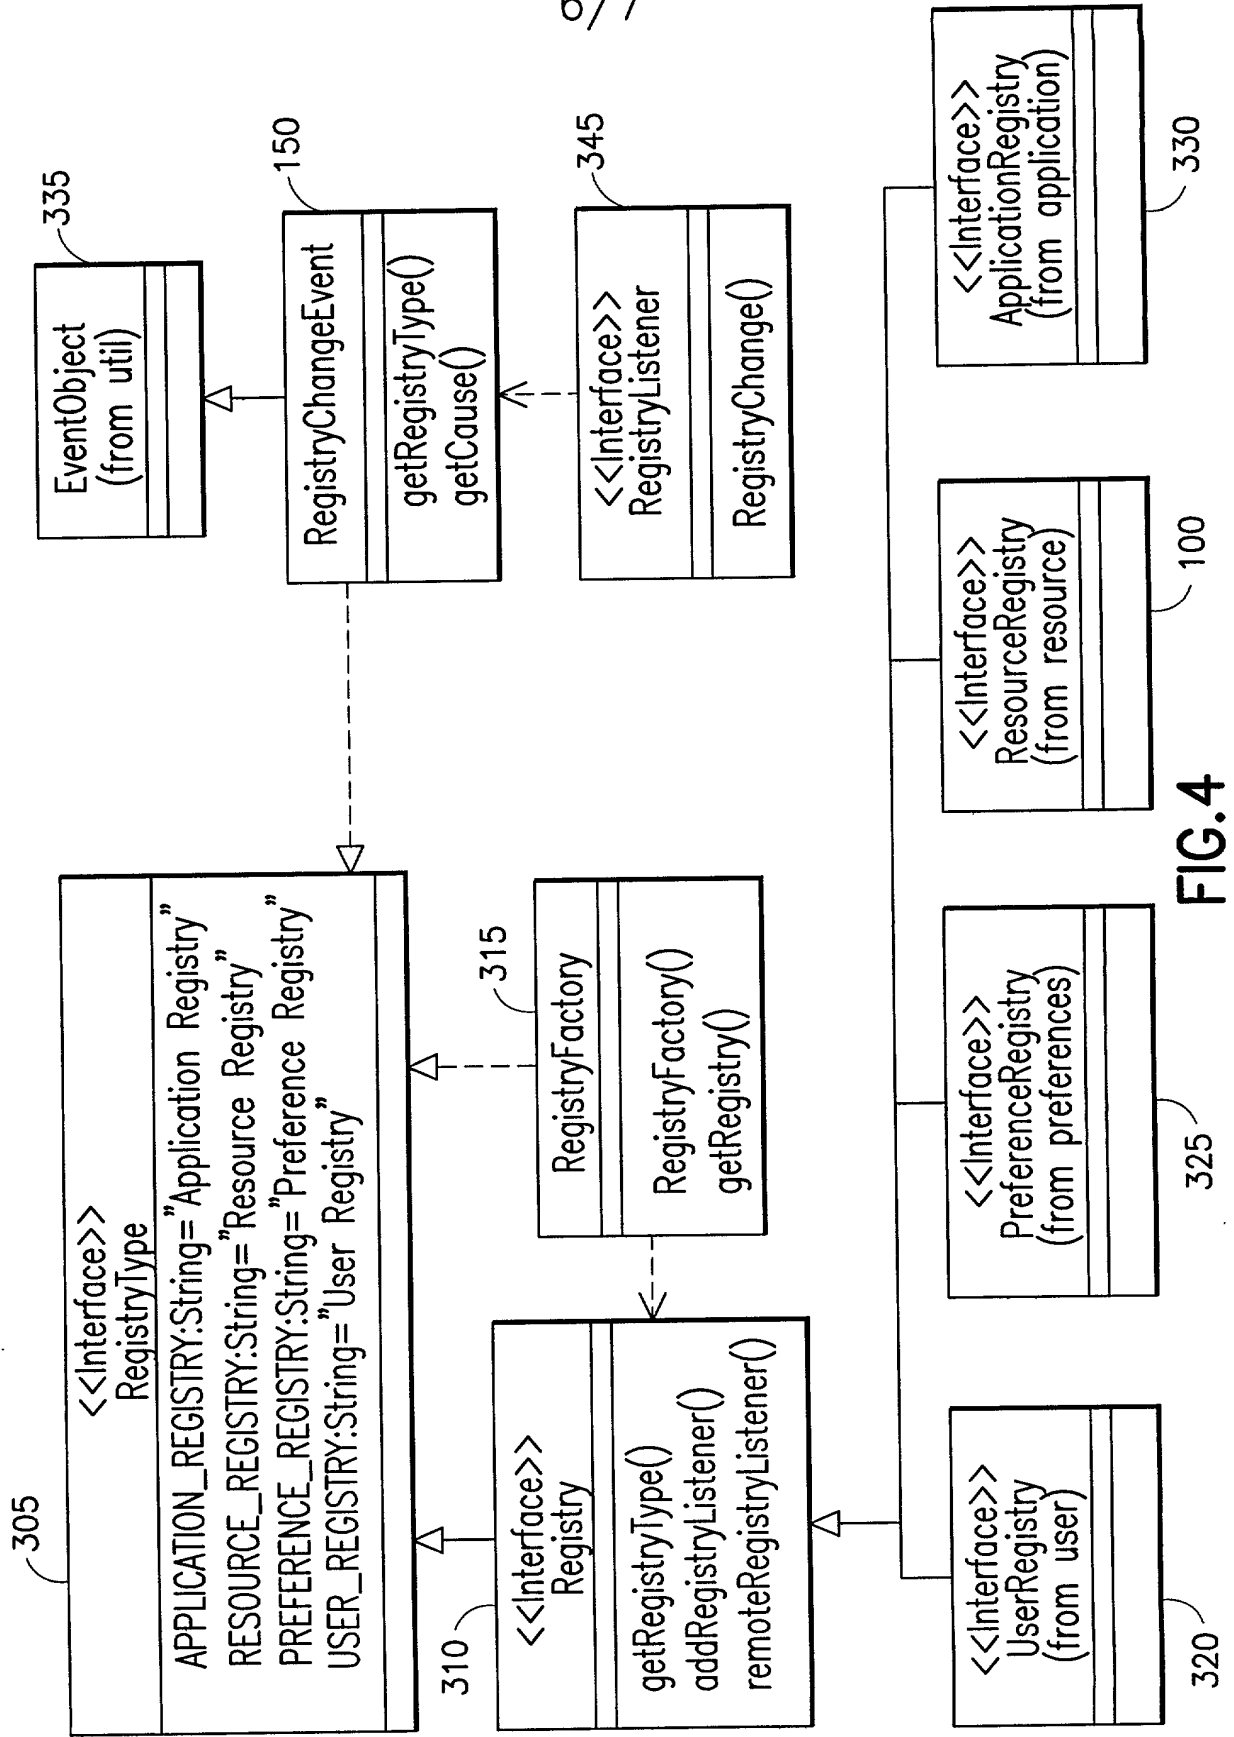 6/7
305
<<Interface>>
RegistryType
APPLICATION_REGISTRY:String="Application Registry"
RESOURCE_REGISTRY:String="Resource Registry"
PREFERENCE_REGISTRY:String="Preference Registry"
USER_REGISTRY:String="User Registry"
335
EventObject
(from util)
150
RegistryChangeEvent
getRegistryType()
getCause()
310
<<Interface>>
Registry
getRegistryType()
addRegistryListener()
remoteRegistryListener()
315
RegistryFactory
RegistryFactory()
getRegistry()
345
<<Interface>>
RegistryListener
RegistryChange()
<<Interface>>
UserRegistry
(from user)
320
<<Interface>>
PreferenceRegistry
(from preferences)
325
<<Interface>>
ResourceRegistry
(from resource)
100
<<Interface>>
ApplicationRegistry
(from application)
330
FIG.4